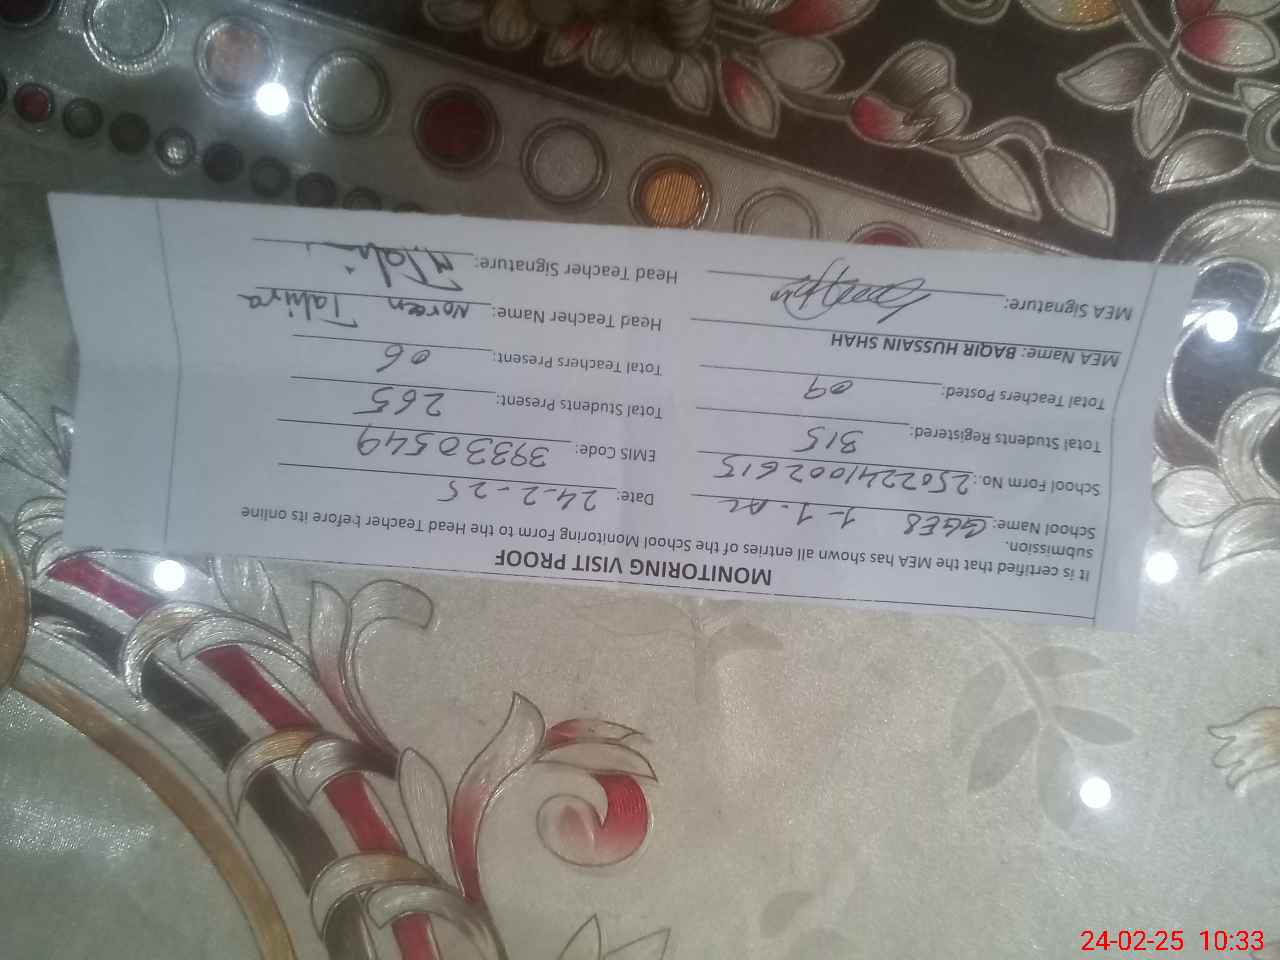 MONITORING VISIT PROOF
It is certified that the MEA has shown all entries of the School Monitoring Form to the Head Teacher before its online
submission.
School Name: GGES 1-1-AL Date: 24-2-25
School Form No.: 2502241002615 EMIS Code: 39330549
Total Students Registered: 315 Total Students Present: 265
Total Teachers Posted: 09 Total Teachers Present: 06
MEA Name: BAQIR HUSSAIN SHAH Head Teacher Name: Noreen Tahira
MEA Signature: Head Teacher Signature:
24-02-25 10:33